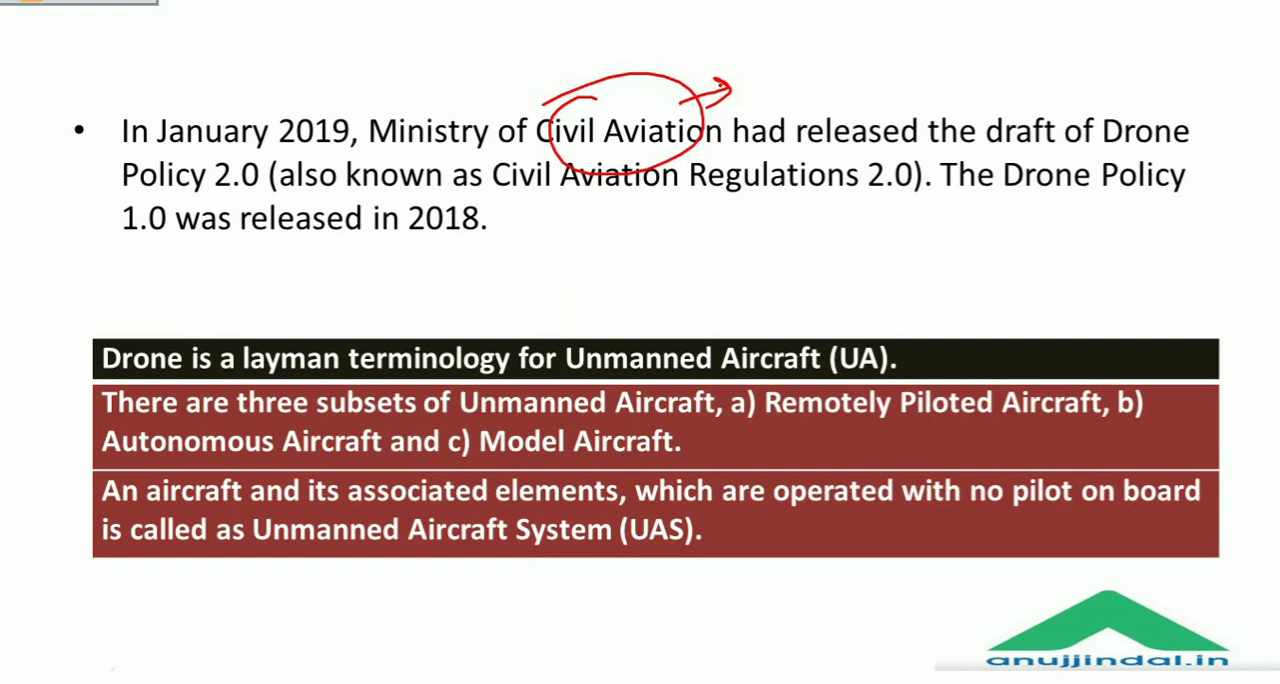 • In January 2019, Ministry of Civil Aviation had released the draft of Drone
Policy 2.0 (also known as Civil Aviation Regulations 2.0). The Drone Policy
1.0 was released in 2018.
Drone is a layman terminology for Unmanned Aircraft (UA).
There are three subsets of Unmanned Aircraft, a) Remotely Piloted Aircraft, b)
Autonomous Aircraft and c) Model Aircraft.
An aircraft and its associated elements, which are operated with no pilot on board
is called as Unmanned Aircraft System (UAS).
anujjindal.in